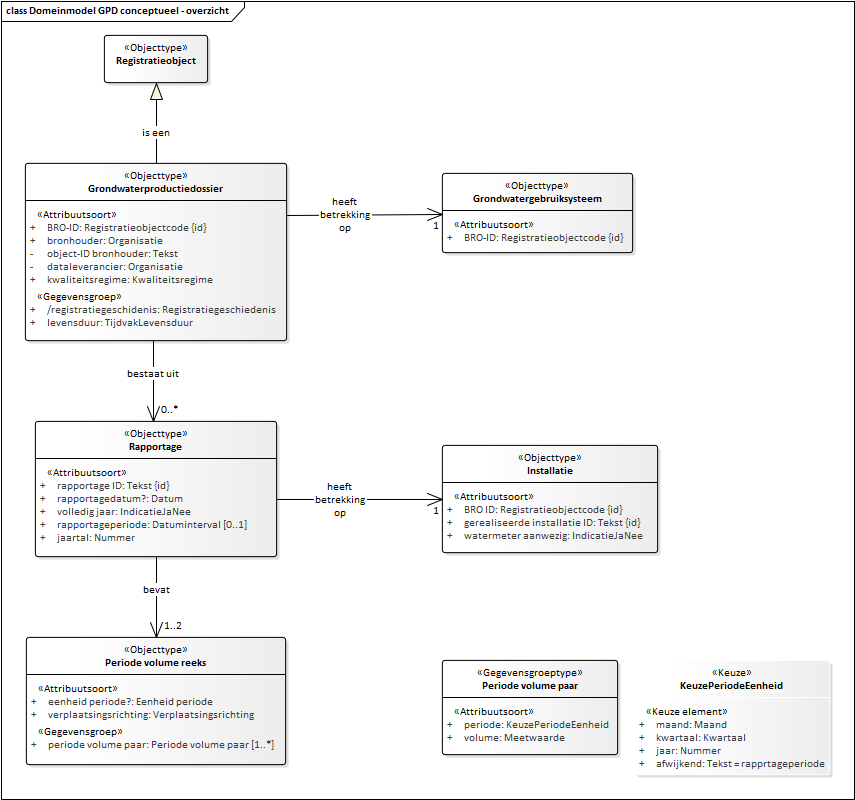 class Domeinmodel GPD conceptueel - overzicht
«Objecttype»
Registratieobject
is een
«Objecttype»
Grondwaterproductiedossier
«Attribuutsoort»
+ BRO-ID: Registratieobjectcode {id}
+ bronhouder: Organisatie
- object-ID bronhouder: Tekst
- dataleverancier: Organisatie
+ kwaliteitsregime: Kwaliteitsregime
«Gegevensgroep»
+ /registratiegeschidenis: Registratiegeschiedenis
+ levensduur: TijdvakLevensduur
heeft
betrekking
op
1
«Objecttype»
Grondwatergebruiksysteem
«Attribuutsoort»
+ BRO-ID: Registratieobjectcode {id}
bestaat uit
0..*
«Objecttype»
Rapportage
«Attribuutsoort»
+ rapportage ID: Tekst {id}
+ rapportagedatum?: Datum
+ volledig jaar: IndicatieJaNee
+ rapportageperiode: Datuminterval [0..1]
+ jaartal: Nummer
heeft
betrekking
op
1
«Objecttype»
Installatie
«Attribuutsoort»
+ BRO ID: Registratieobjectcode {id}
+ gerealiseerde installatie ID: Tekst {id}
+ watermeter aanwezig: IndicatieJaNee
bevat
1..2
«Objecttype»
Periode volume reeks
«Attribuutsoort»
+ eenheid periode?: Eenheid periode
+ verplaatsingsrichting: Verplaatsingsrichting
«Gegevensgroep»
+ periode volume paar: Periode volume paar [1..*]
«Gegevensgroeptype»
Periode volume paar
«Attribuutsoort»
+ periode: KeuzePeriodeEenheid
+ volume: Meetwaarde
«Keuze»
KeuzePeriodeEenheid
«Keuze element»
+ maand: Maand
+ kwartaal: Kwartaal
+ jaar: Nummer
+ afwijkend: Tekst = rapprtageperiode